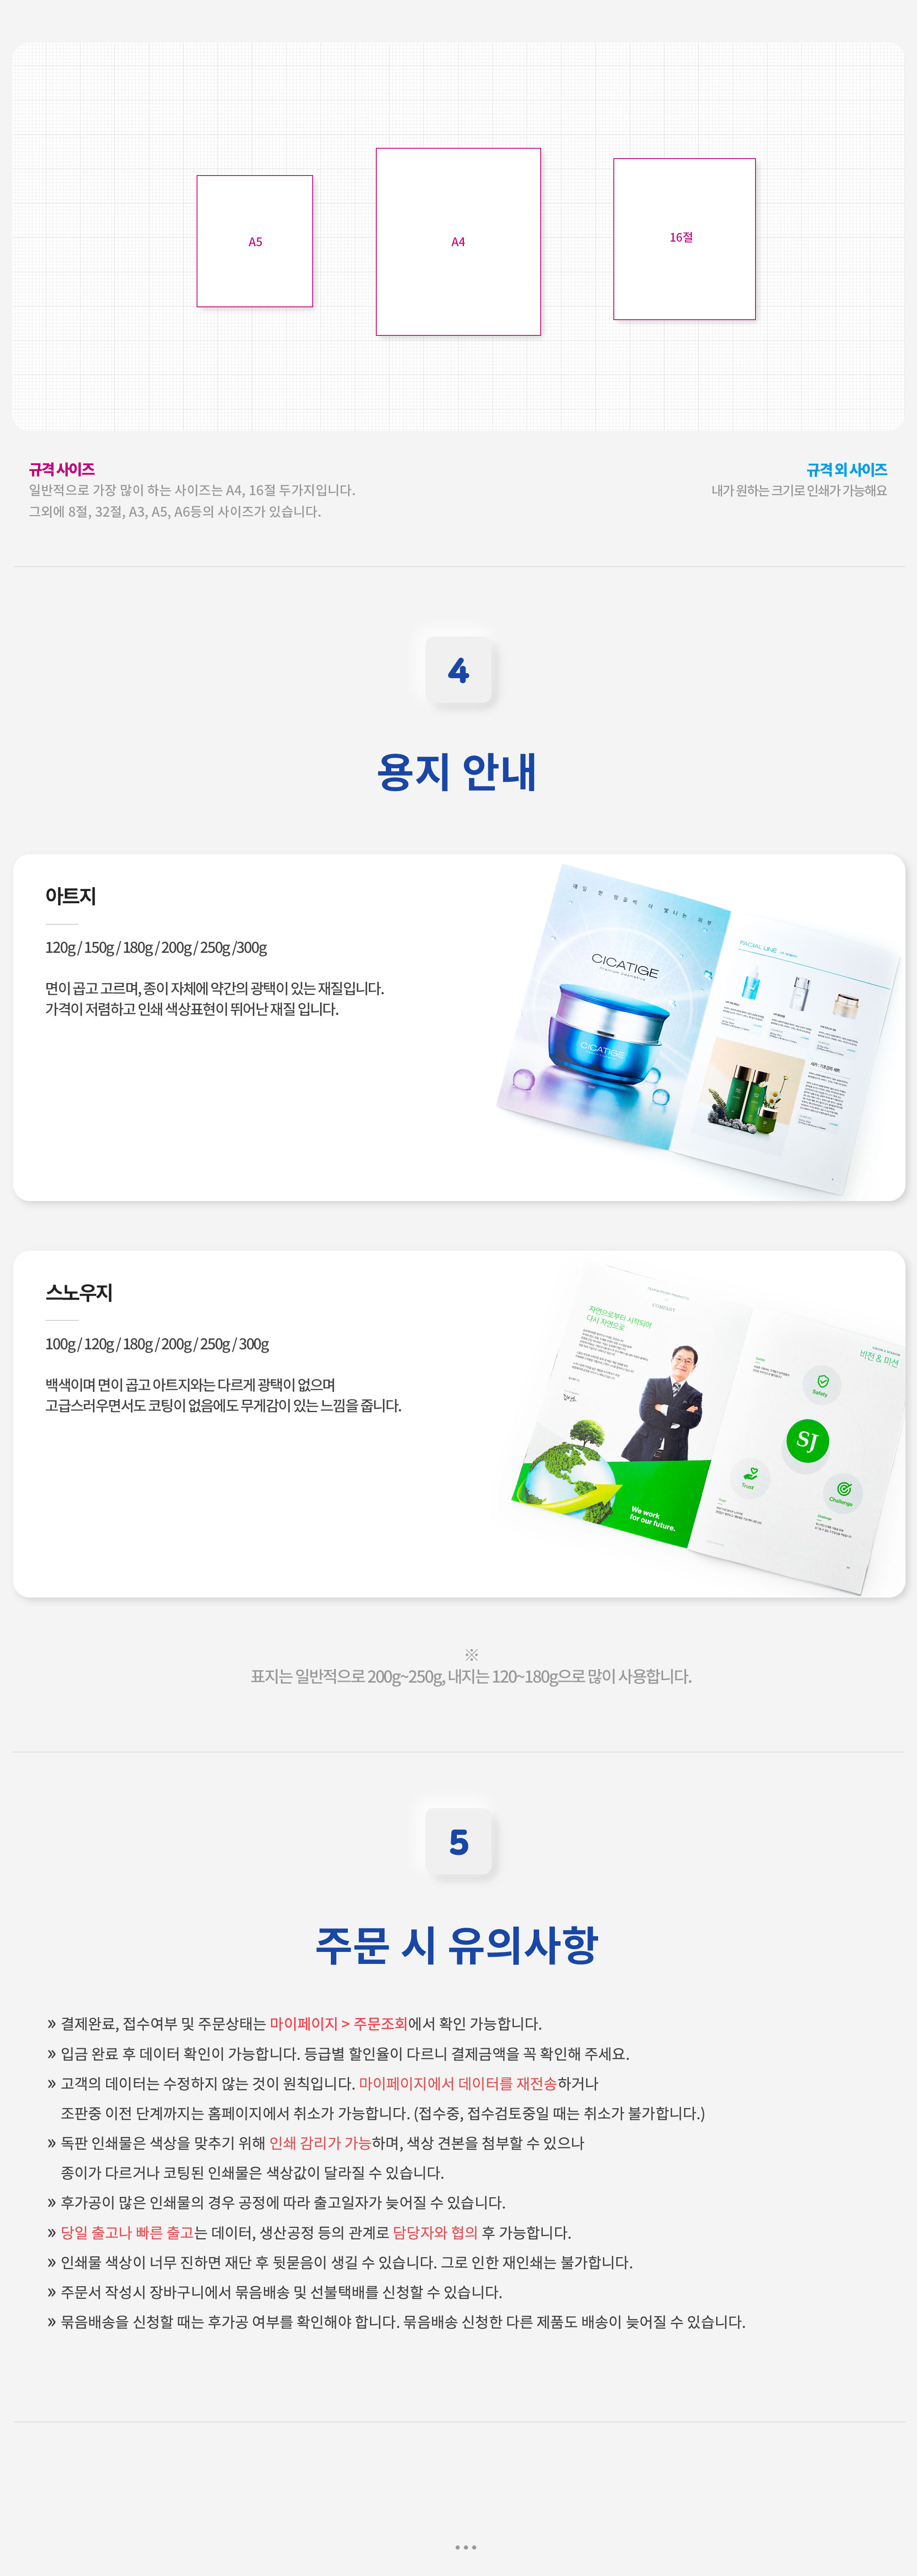 A5
A4
16절
규격 사이즈
일반적으로 가장 많이 하는 사이즈는 A4, 16절 두가지입니다.
그외에 8절, 32절, A3, A5, A6등의 사이즈가 있습니다.
규격 외 사이즈
내가 원하는 크기로 인쇄가 가능해요
4
용지 안내
아트지
120g / 150g / 180g / 200g / 250g /300g
면이 곱고 고르며, 종이 자체에 약간의 광택이 있는 재질입니다.
가격이 저렴하고 인쇄 색상표현이 뛰어난 재질 입니다.
CICATIGE
CICATIGE
FACIAL LINE
스노우지
100g / 120g / 180g / 200g / 250g / 300g
백색이며 면이 곱고 아트지와는 다르게 광택이 없으며
고급스러우면서도 코팅이 없음에도 무게감이 있는 느낌을 줍니다.
COMPANY
자연으로부터 시작되어
다시 자연으로
We work
for our future.
비전 & 미션
Safety
SJ
Trust
Challenge
※
표지는 일반적으로 200g~250g, 내지는 120~180g으로 많이 사용합니다.
5
주문 시 유의사항
» 결제완료, 접수여부 및 주문상태는 마이페이지 > 주문조회에서 확인 가능합니다.
» 입금 완료 후 데이터 확인이 가능합니다. 등급별 할인율이 다르니 결제금액을 꼭 확인해 주세요.
» 고객의 데이터는 수정하지 않는 것이 원칙입니다. 마이페이지에서 데이터를 재전송하거나
조판중 이전 단계까지는 홈페이지에서 취소가 가능합니다. (접수중, 접수검토중일 때는 취소가 불가합니다.)
» 독판 인쇄물은 색상을 맞추기 위해 인쇄 감리가 가능하며, 색상 견본을 첨부할 수 있으나
종이가 다르거나 코팅된 인쇄물은 색상값이 달라질 수 있습니다.
» 후가공이 많은 인쇄물의 경우 공정에 따라 출고일자가 늦어질 수 있습니다.
» 당일 출고나 빠른 출고는 데이터, 생산공정 등의 관계로 담당자와 협의 후 가능합니다.
» 인쇄물 색상이 너무 진하면 재단 후 뒷묻음이 생길 수 있습니다. 그로 인한 재인쇄는 불가합니다.
» 주문서 작성시 장바구니에서 묶음배송 및 선불택배를 신청할 수 있습니다.
» 묶음배송을 신청할 때는 후가공 여부를 확인해야 합니다. 묶음배송 신청한 다른 제품도 배송이 늦어질 수 있습니다.